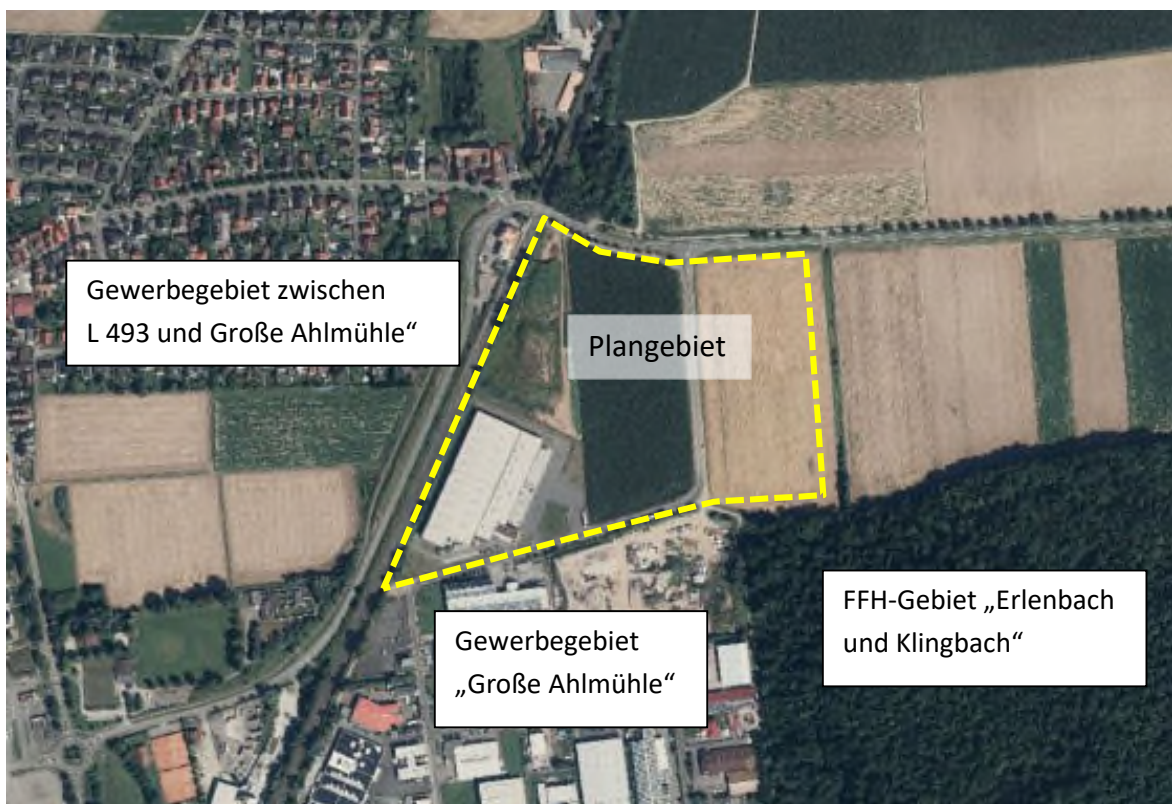 Gewerbegebiet zwischen
L 493 und Große Ahlmühle“
Plangebiet
FFH-Gebiet „Erlenbach
und Klingbach“
Gewerbegebiet
„Große Ahlmühle“